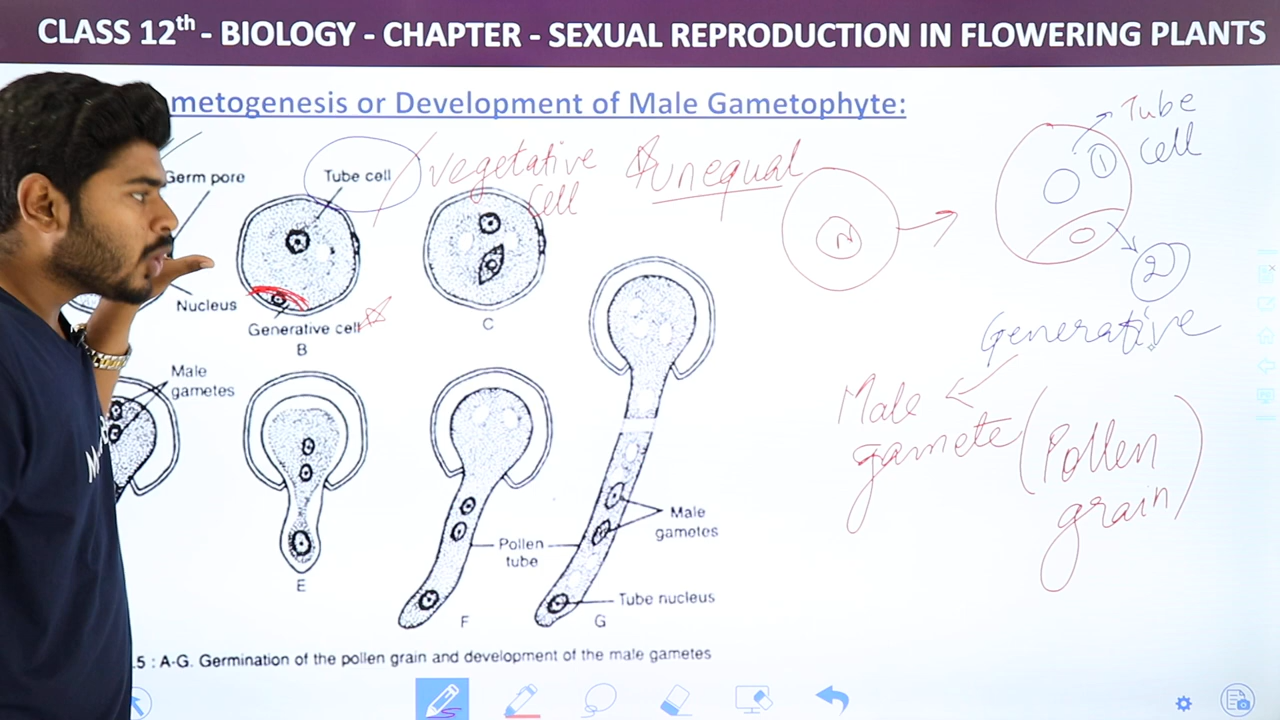 CLASS 12th - BIOLOGY - CHAPTER - SEXUAL REPRODUCTION IN FLOWERING PLANTS
metogenesis or Development of Male Gametophyte:
Germ pore
Tube cell
vegetative
cell
unequal
Tube
cell
1
N
2
Nucleus
Generative cell
B
C
Generative
Male
gametes
Male
gamete
(Pollen
grain)
Male
gametes
Pollen
tube
Tube nucleus
E
F
G
.5 : A-G. Germination of the pollen grain and development of the male gametes